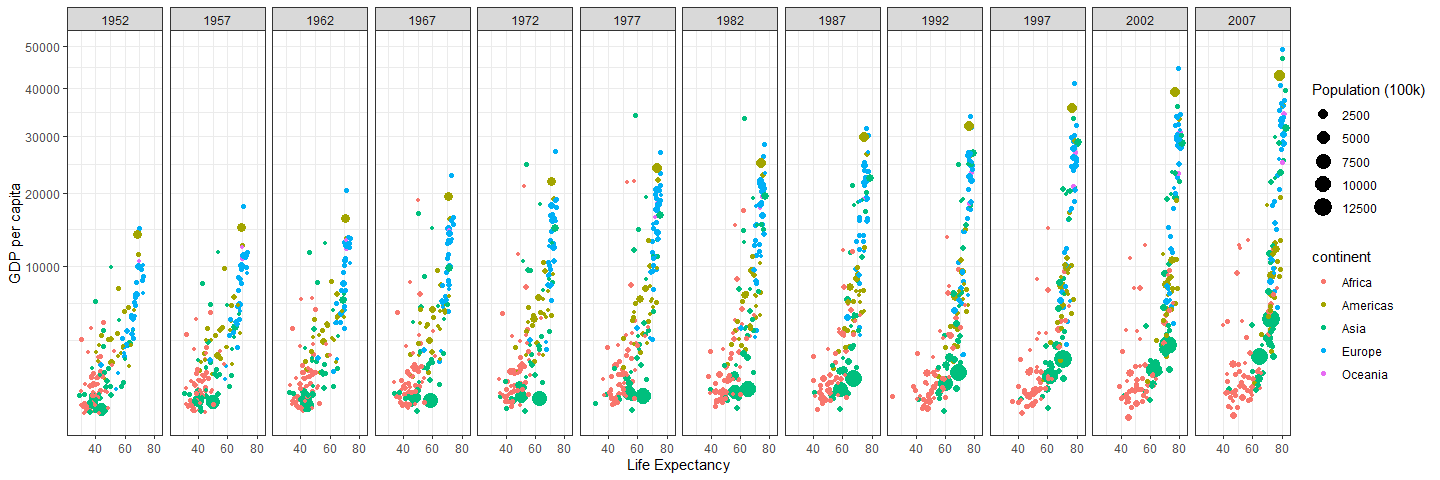 1952 1957 1962 1967 1972 1977 1982 1987 1992 1997 2002 2007
50000
40000
30000
20000
10000
GDP per capita
40 60 80 40 60 80 40 60 80 40 60 80 40 60 80 40 60 80 40 60 80 40 60 80 40 60 80 40 60 80 40 60 80 40 60 80
Life Expectancy
Population (100k)
2500
5000
7500
10000
12500
continent
Africa
Americas
Asia
Europe
Oceania